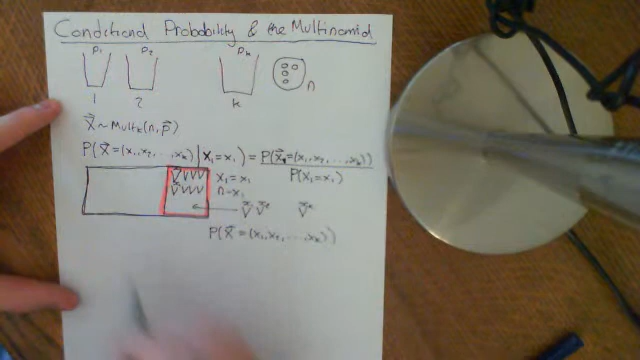 Conditional Probability & the Multinomial
p₁ p₂ pₖ
1 2 k n
X⃗ ~ Multₖ(n, p⃗)
P(X⃗ = (x₁, x₂, ..., xₖ) | X₁ = x₁) = P(X⃗ = (x₁, x₂, ..., xₖ)) / P(X₁ = x₁)
X₁ = x₁
n - x₁
P(X⃗ = (x₁, x₂, ..., xₖ))